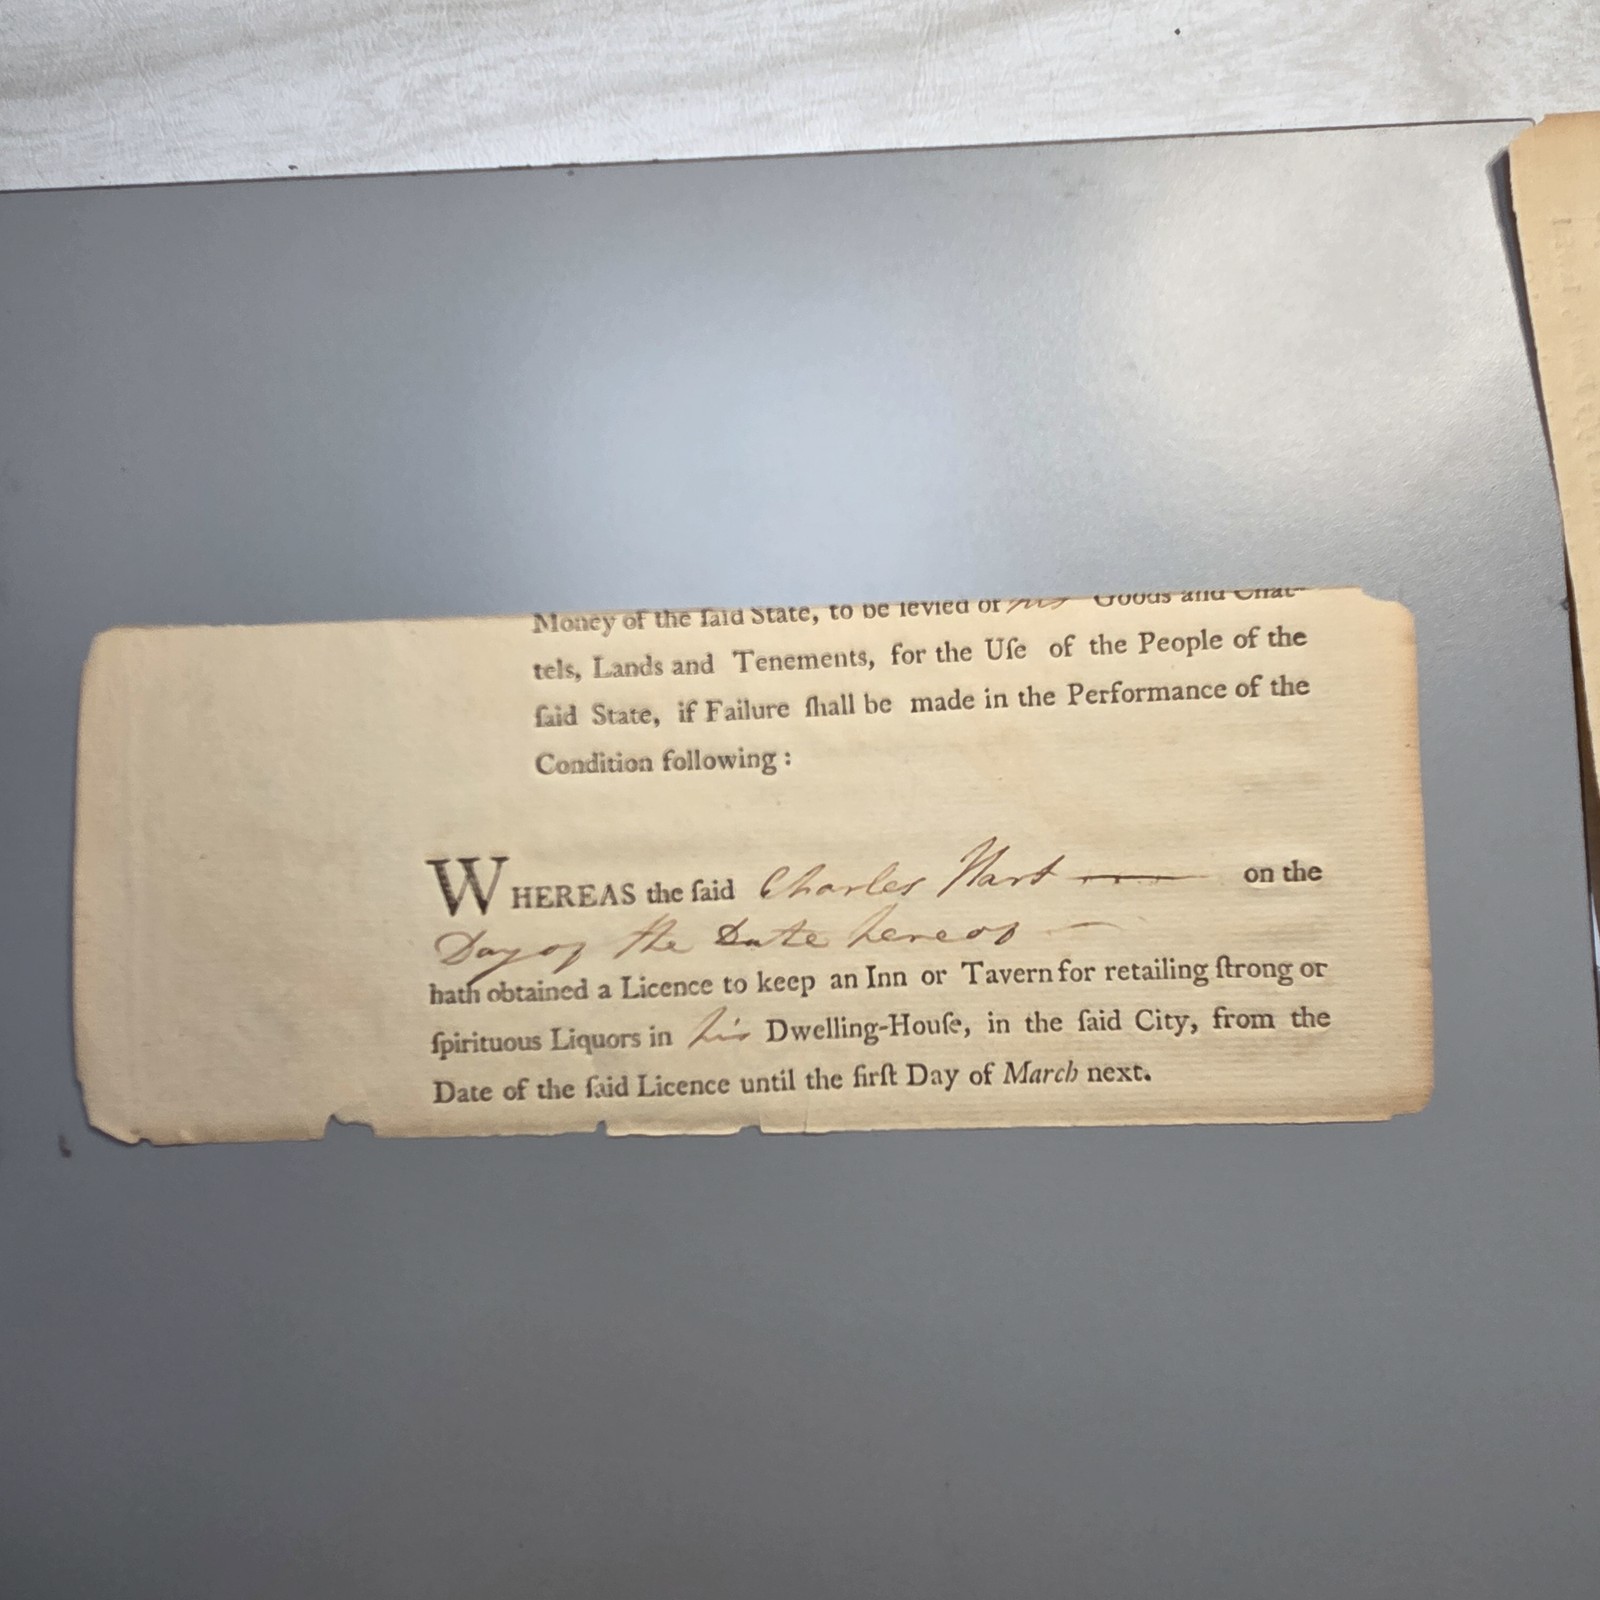 Money of the ſaid State, to be levied of his Goods and Chat-
tels, Lands and Tenements, for the Uſe of the People of the
ſaid State, if Failure ſhall be made in the Performance of the
Condition following:
WHEREAS the ſaid Charles Hart on the
Day of the Date hereof
hath obtained a Licence to keep an Inn or Tavern for retailing ſtrong or
ſpirituous Liquors in his Dwelling-Houſe, in the ſaid City, from the
Date of the ſaid Licence until the firſt Day of March next.